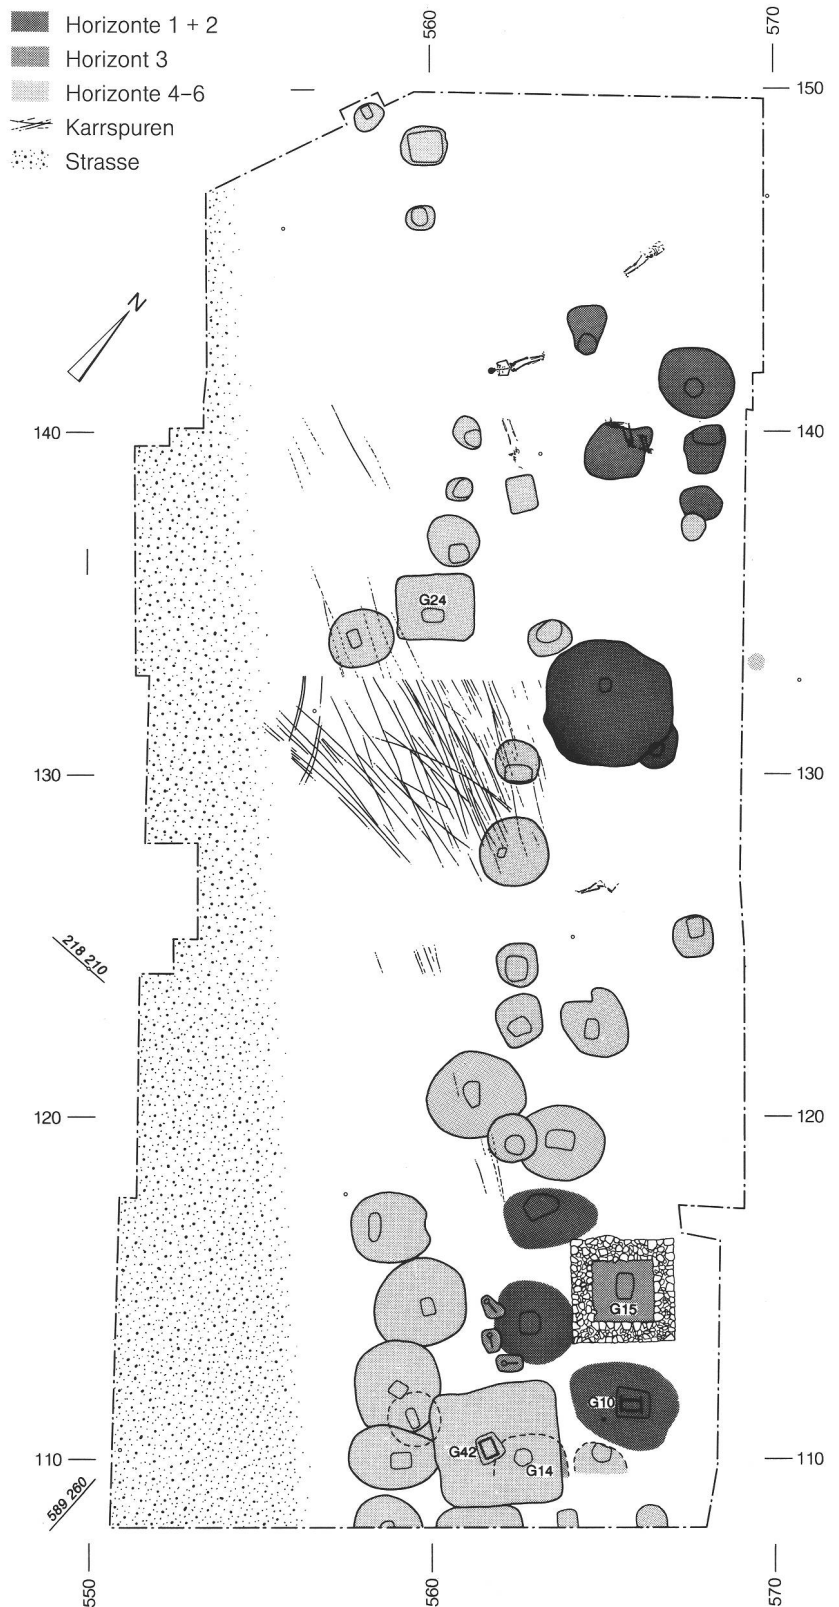 Horizonte 1 + 2
Horizont 3
Horizonte 4–6
Karrspuren
Strasse
560
570
150
N
140
140
G24
130
130
218 210
120
120
G15
G10
G42
G14
110
110
589 260
550
560
570